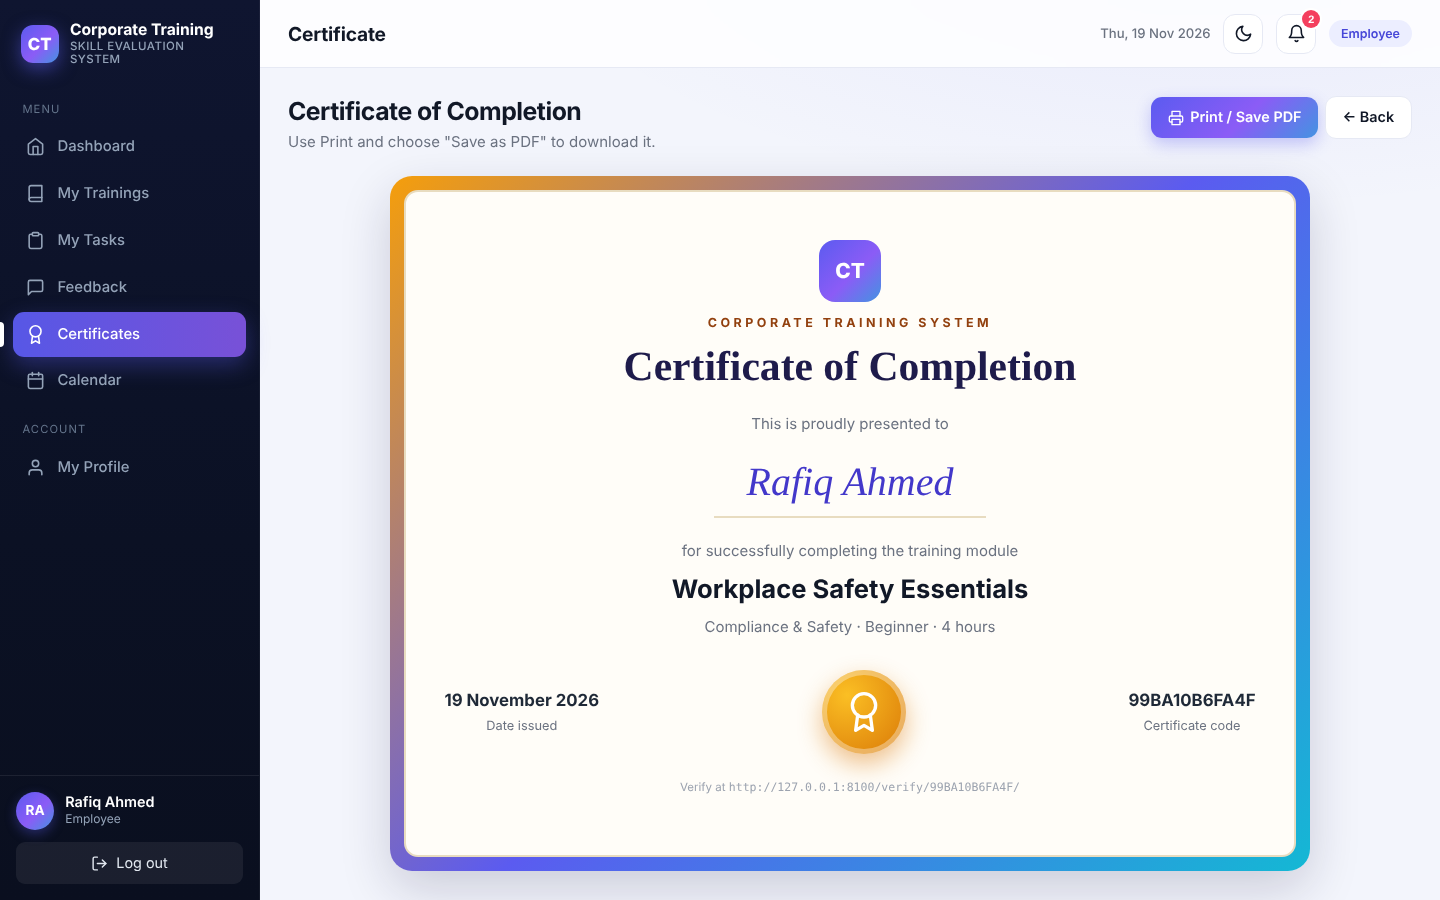 CT
Corporate Training
SKILL EVALUATION
SYSTEM
MENU
Dashboard
My Trainings
My Tasks
Feedback
Certificates
Calendar
ACCOUNT
My Profile
RA
Rafiq Ahmed
Employee
Log out
Certificate
Thu, 19 Nov 2026
2
Employee
Certificate of Completion
Use Print and choose "Save as PDF" to download it.
Print / Save PDF
← Back
CT
CORPORATE TRAINING SYSTEM
Certificate of Completion
This is proudly presented to
Rafiq Ahmed
for successfully completing the training module
Workplace Safety Essentials
Compliance & Safety · Beginner · 4 hours
19 November 2026
Date issued
99BA10B6FA4F
Certificate code
Verify at http://127.0.0.1:8100/verify/99BA10B6FA4F/